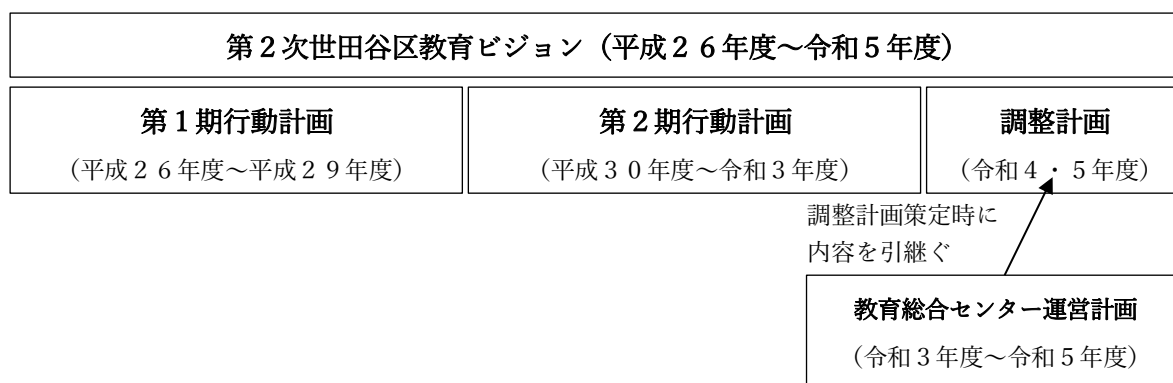 第２次世田谷区教育ビジョン（平成２６年度～令和５年度）
第１期行動計画
（平成２６年度～平成２９年度）
第２期行動計画
（平成３０年度～令和３年度）
調整計画
（令和４・５年度）
調整計画策定時に
内容を引継ぐ
教育総合センター運営計画
（令和３年度～令和５年度）